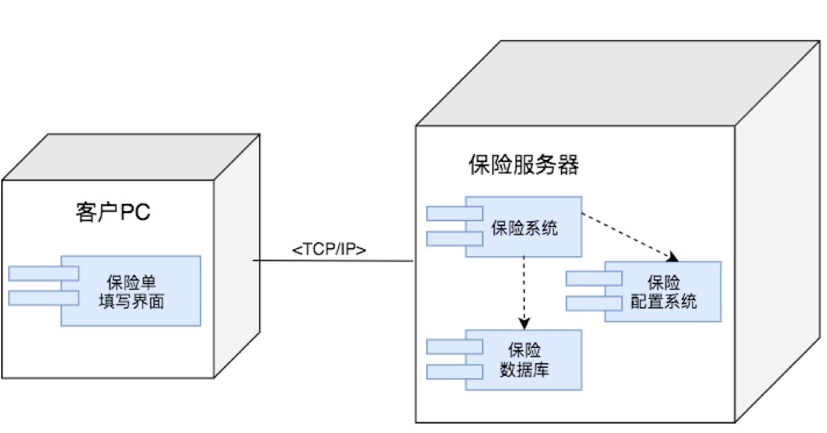 保险服务器
客户PC
保险系统
<TCP/IP>
保险单
填写界面
保险
配置系统
保险
数据库